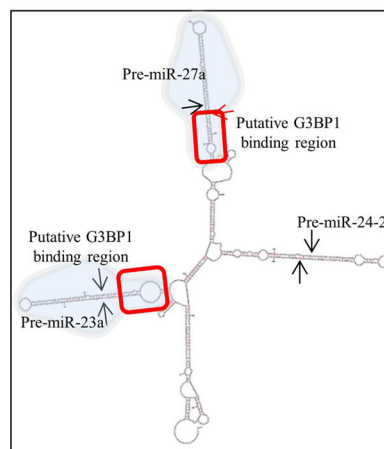 Pre-miR-27a
Putative G3BP1
binding region
Pre-miR-24-2
Putative G3BP1
binding region
Pre-miR-23a